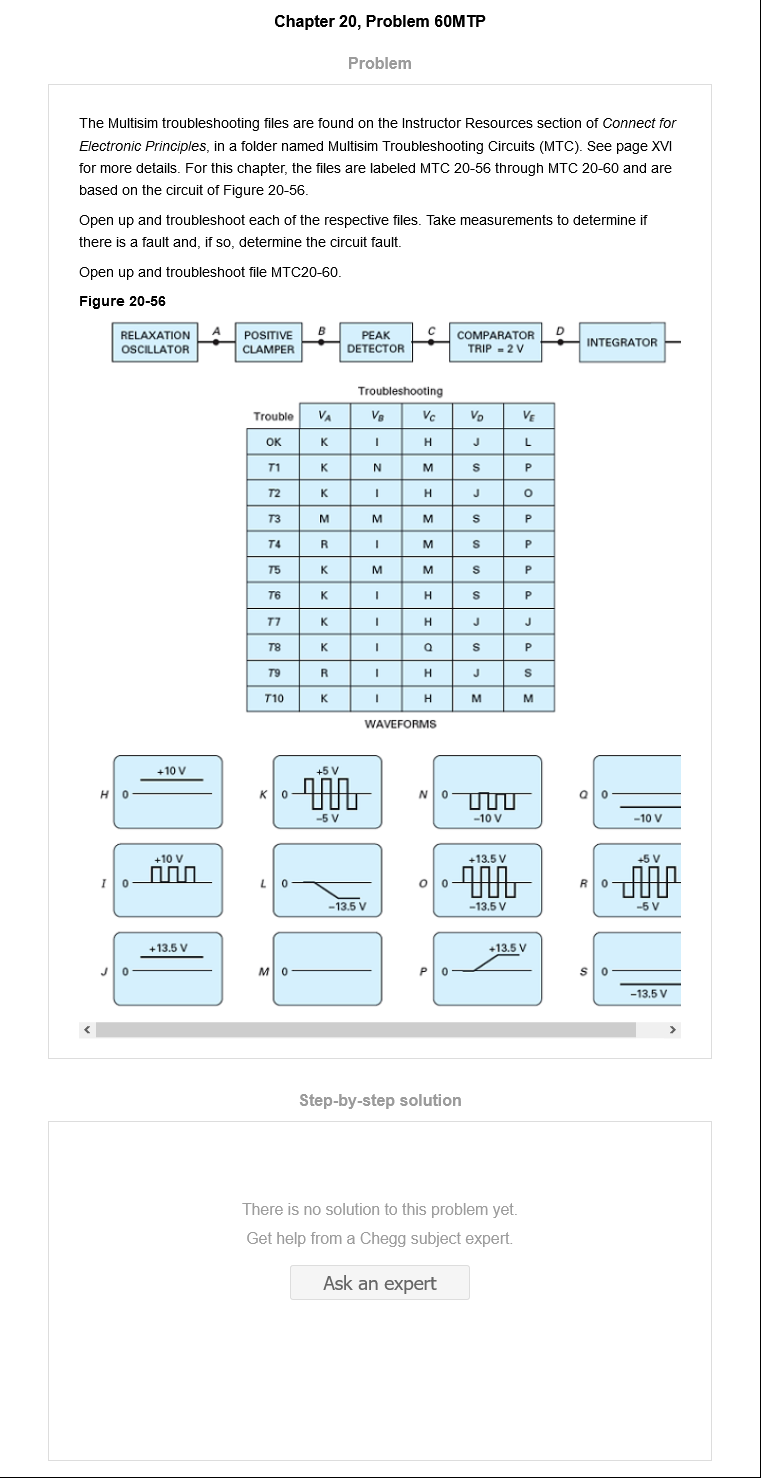 Chapter 20, Problem 60MTP
Problem
The Multisim troubleshooting files are found on the Instructor Resources section of Connect for
Electronic Principles, in a folder named Multisim Troubleshooting Circuits (MTC). See page XVI
for more details. For this chapter, the files are labeled MTC 20-56 through MTC 20-60 and are
based on the circuit of Figure 20-56.
Open up and troubleshoot each of the respective files. Take measurements to determine if
there is a fault and, if so, determine the circuit fault.
Open up and troubleshoot file MTC20-60.
Figure 20-56
RELAXATION OSCILLATOR A POSITIVE CLAMPER B PEAK DETECTOR C COMPARATOR TRIP = 2 V D INTEGRATOR
Troubleshooting
Trouble VA VB VC VD VE
OK K I H J L
T1 K N M S P
T2 K I H J O
T3 M M M S P
T4 R I M S P
T5 K M M S P
T6 K I H S P
T7 K I H J J
T8 K I Q S P
T9 R I H J S
T10 K I H M M
WAVEFORMS
H 0 +10 V
K 0 +5 V –5 V
N 0 –10 V
Q 0 –10 V
I 0 +10 V
L 0 –13.5 V
O 0 +13.5 V –13.5 V
R 0 +5 V –5 V
J 0 +13.5 V
M 0
P 0 +13.5 V
S 0 –13.5 V
Step-by-step solution
There is no solution to this problem yet.
Get help from a Chegg subject expert.
Ask an expert